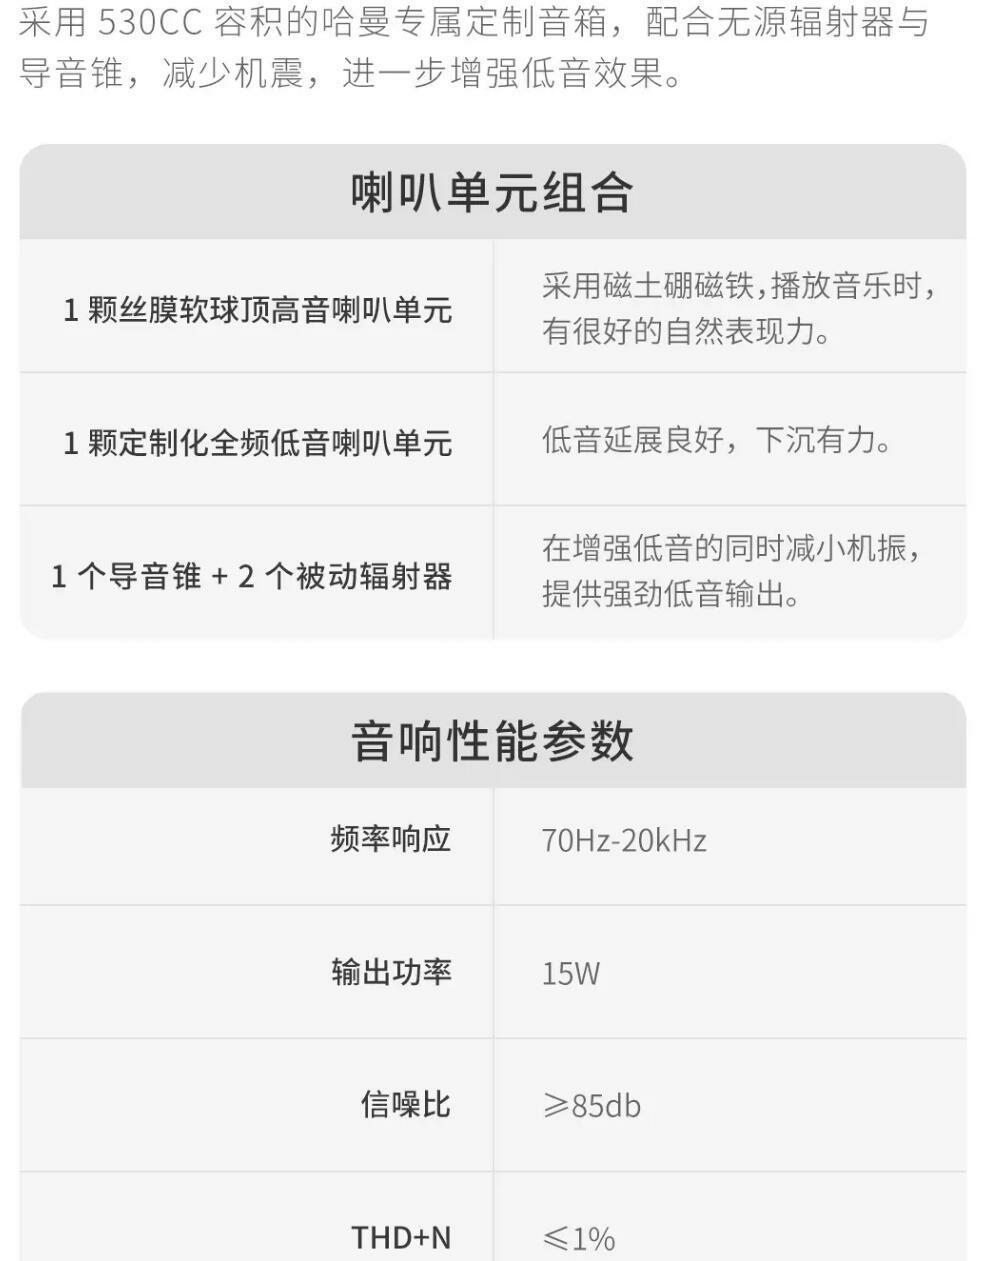 采用 530CC 容积的哈曼专属定制音箱，配合无源辐射器与
导音锥，减少机震，进一步增强低音效果。
喇叭单元组合
1 颗丝膜软球顶高音喇叭单元
采用磁土硼磁铁，播放音乐时，
有很好的自然表现力。
1 颗定制化全频低音喇叭单元
低音延展良好，下沉有力。
1 个导音锥 + 2 个被动辐射器
在增强低音的同时减小机振，
提供强劲低音输出。
音响性能参数
频率响应
70Hz-20kHz
输出功率
15W
信噪比
≥85db
THD+N
≤1%